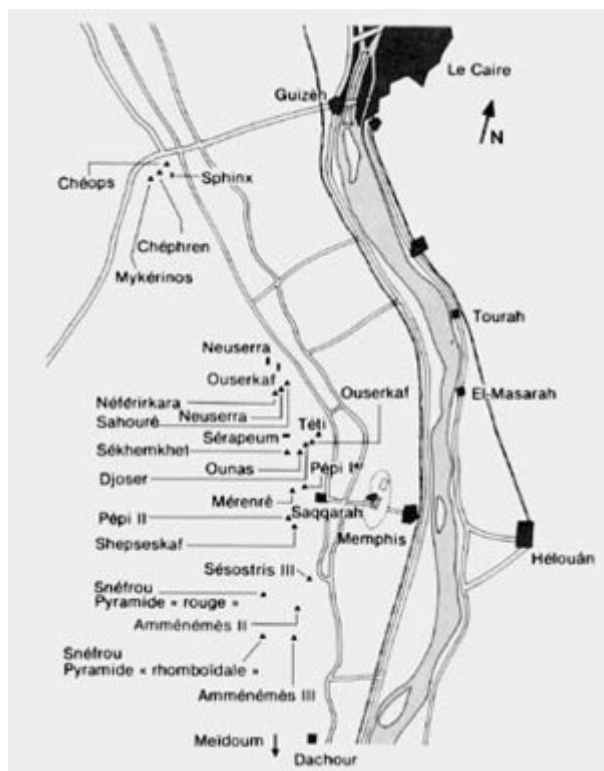 Le Caire
Guizèh
N
Chéops
Sphinx
Chéphren
Mykérinos
Tourah
Neuserra
Ouserkaf
Ouserkaf
El-Masarah
Néférirkara
Neuserra
Téti
Sahourê
Sérapeum
Sékhemkhet
Ounas
Pépi Iᵉʳ
Djoser
Mérenrê
Saqqarah
Pépi II
Memphis
Shepseskaf
Hélouân
Sésostris III
Snéfrou
Pyramide « rouge »
Amménémès II
Snéfrou
Pyramide « rhomboïdale »
Amménémès III
Meïdoum
Dachour